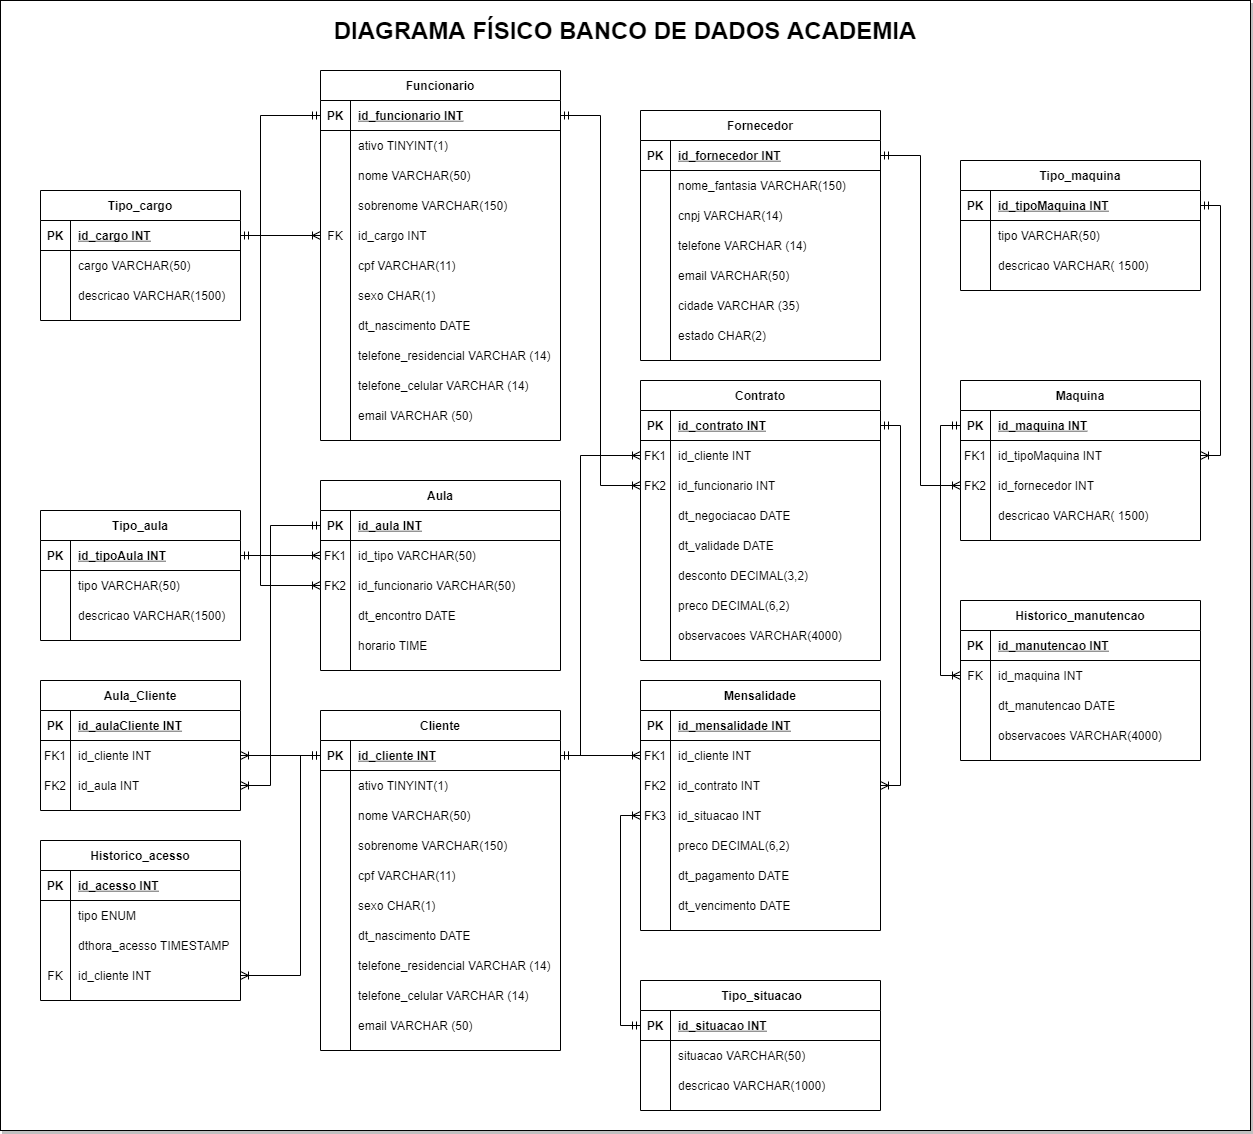 DIAGRAMA FÍSICO BANCO DE DADOS ACADEMIA
Funcionario
PK id_funcionario INT
ativo TINYINT(1)
nome VARCHAR(50)
sobrenome VARCHAR(150)
FK id_cargo INT
cpf VARCHAR(11)
sexo CHAR(1)
dt_nascimento DATE
telefone_residencial VARCHAR (14)
telefone_celular VARCHAR (14)
email VARCHAR (50)
Fornecedor
PK id_fornecedor INT
nome_fantasia VARCHAR(150)
cnpj VARCHAR(14)
telefone VARCHAR (14)
email VARCHAR(50)
cidade VARCHAR (35)
estado CHAR(2)
Tipo_maquina
PK id_tipoMaquina INT
tipo VARCHAR(50)
descricao VARCHAR( 1500)
Tipo_cargo
PK id_cargo INT
cargo VARCHAR(50)
descricao VARCHAR(1500)
Contrato
PK id_contrato INT
FK1 id_cliente INT
FK2 id_funcionario INT
dt_negociacao DATE
dt_validade DATE
desconto DECIMAL(3,2)
preco DECIMAL(6,2)
observacoes VARCHAR(4000)
Maquina
PK id_maquina INT
FK1 id_tipoMaquina INT
FK2 id_fornecedor INT
descricao VARCHAR( 1500)
Aula
PK id_aula INT
FK1 id_tipo VARCHAR(50)
FK2 id_funcionario VARCHAR(50)
dt_encontro DATE
horario TIME
Tipo_aula
PK id_tipoAula INT
tipo VARCHAR(50)
descricao VARCHAR(1500)
Historico_manutencao
PK id_manutencao INT
FK id_maquina INT
dt_manutencao DATE
observacoes VARCHAR(4000)
Aula_Cliente
PK id_aulaCliente INT
FK1 id_cliente INT
FK2 id_aula INT
Cliente
PK id_cliente INT
ativo TINYINT(1)
nome VARCHAR(50)
sobrenome VARCHAR(150)
cpf VARCHAR(11)
sexo CHAR(1)
dt_nascimento DATE
telefone_residencial VARCHAR (14)
telefone_celular VARCHAR (14)
email VARCHAR (50)
Mensalidade
PK id_mensalidade INT
FK1 id_cliente INT
FK2 id_contrato INT
FK3 id_situacao INT
preco DECIMAL(6,2)
dt_pagamento DATE
dt_vencimento DATE
Historico_acesso
PK id_acesso INT
tipo ENUM
dthora_acesso TIMESTAMP
FK id_cliente INT
Tipo_situacao
PK id_situacao INT
situacao VARCHAR(50)
descricao VARCHAR(1000)